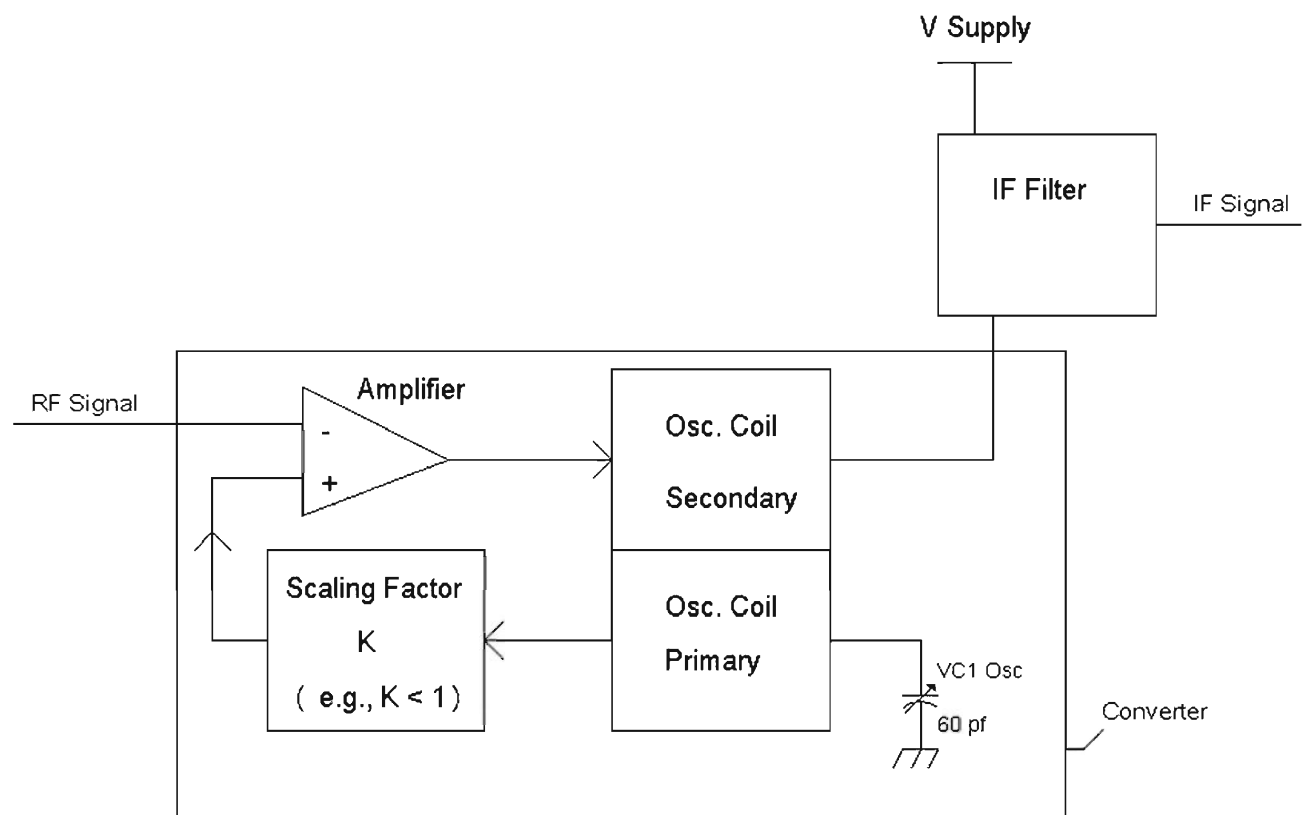 V Supply
IF Filter
IF Signal
RF Signal
Amplifier
-
+
Osc. Coil
Secondary
Scaling Factor
K
( e.g., K < 1)
Osc. Coil
Primary
VC1 Osc
60 pf
Converter